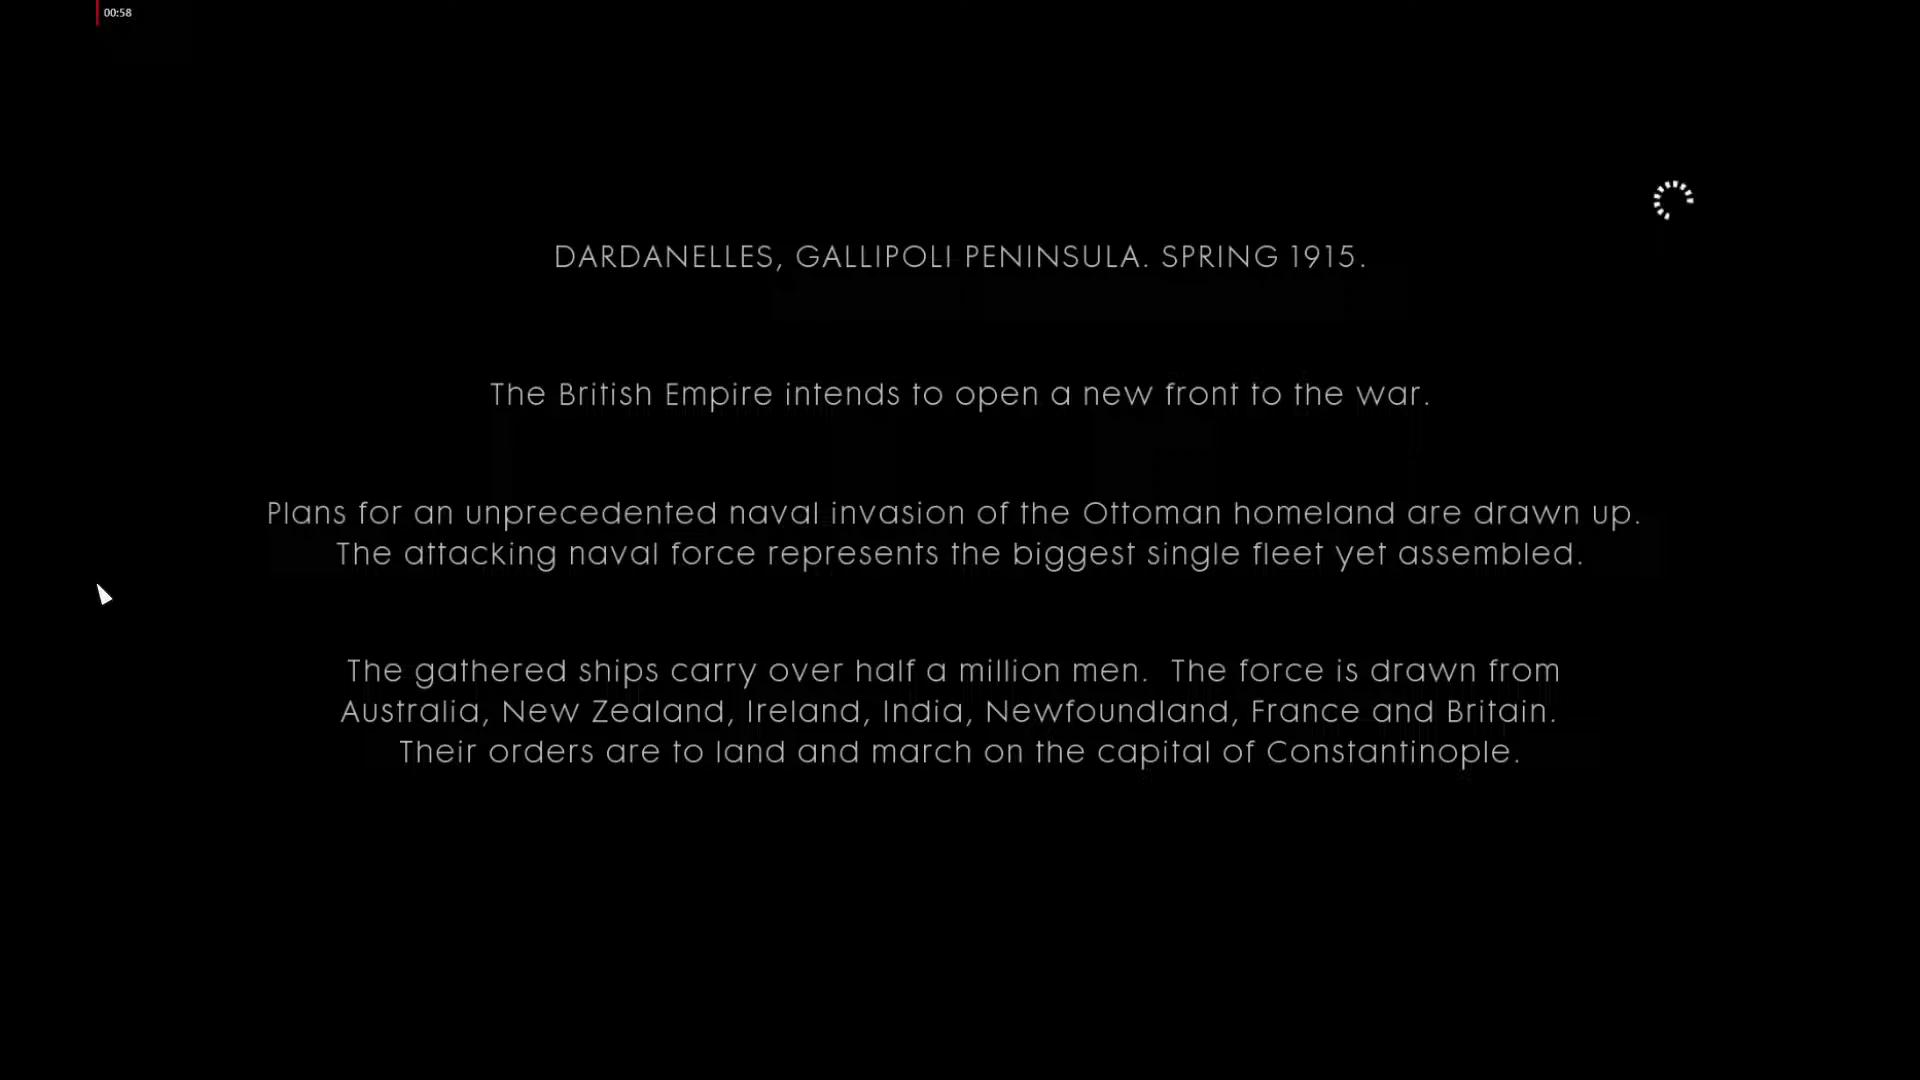 00:58
DARDANELLES, GALLIPOLI PENINSULA. SPRING 1915.
The British Empire intends to open a new front to the war.
Plans for an unprecedented naval invasion of the Ottoman homeland are drawn up.
The attacking naval force represents the biggest single fleet yet assembled.
The gathered ships carry over half a million men. The force is drawn from
Australia, New Zealand, Ireland, India, Newfoundland, France and Britain.
Their orders are to land and march on the capital of Constantinople.